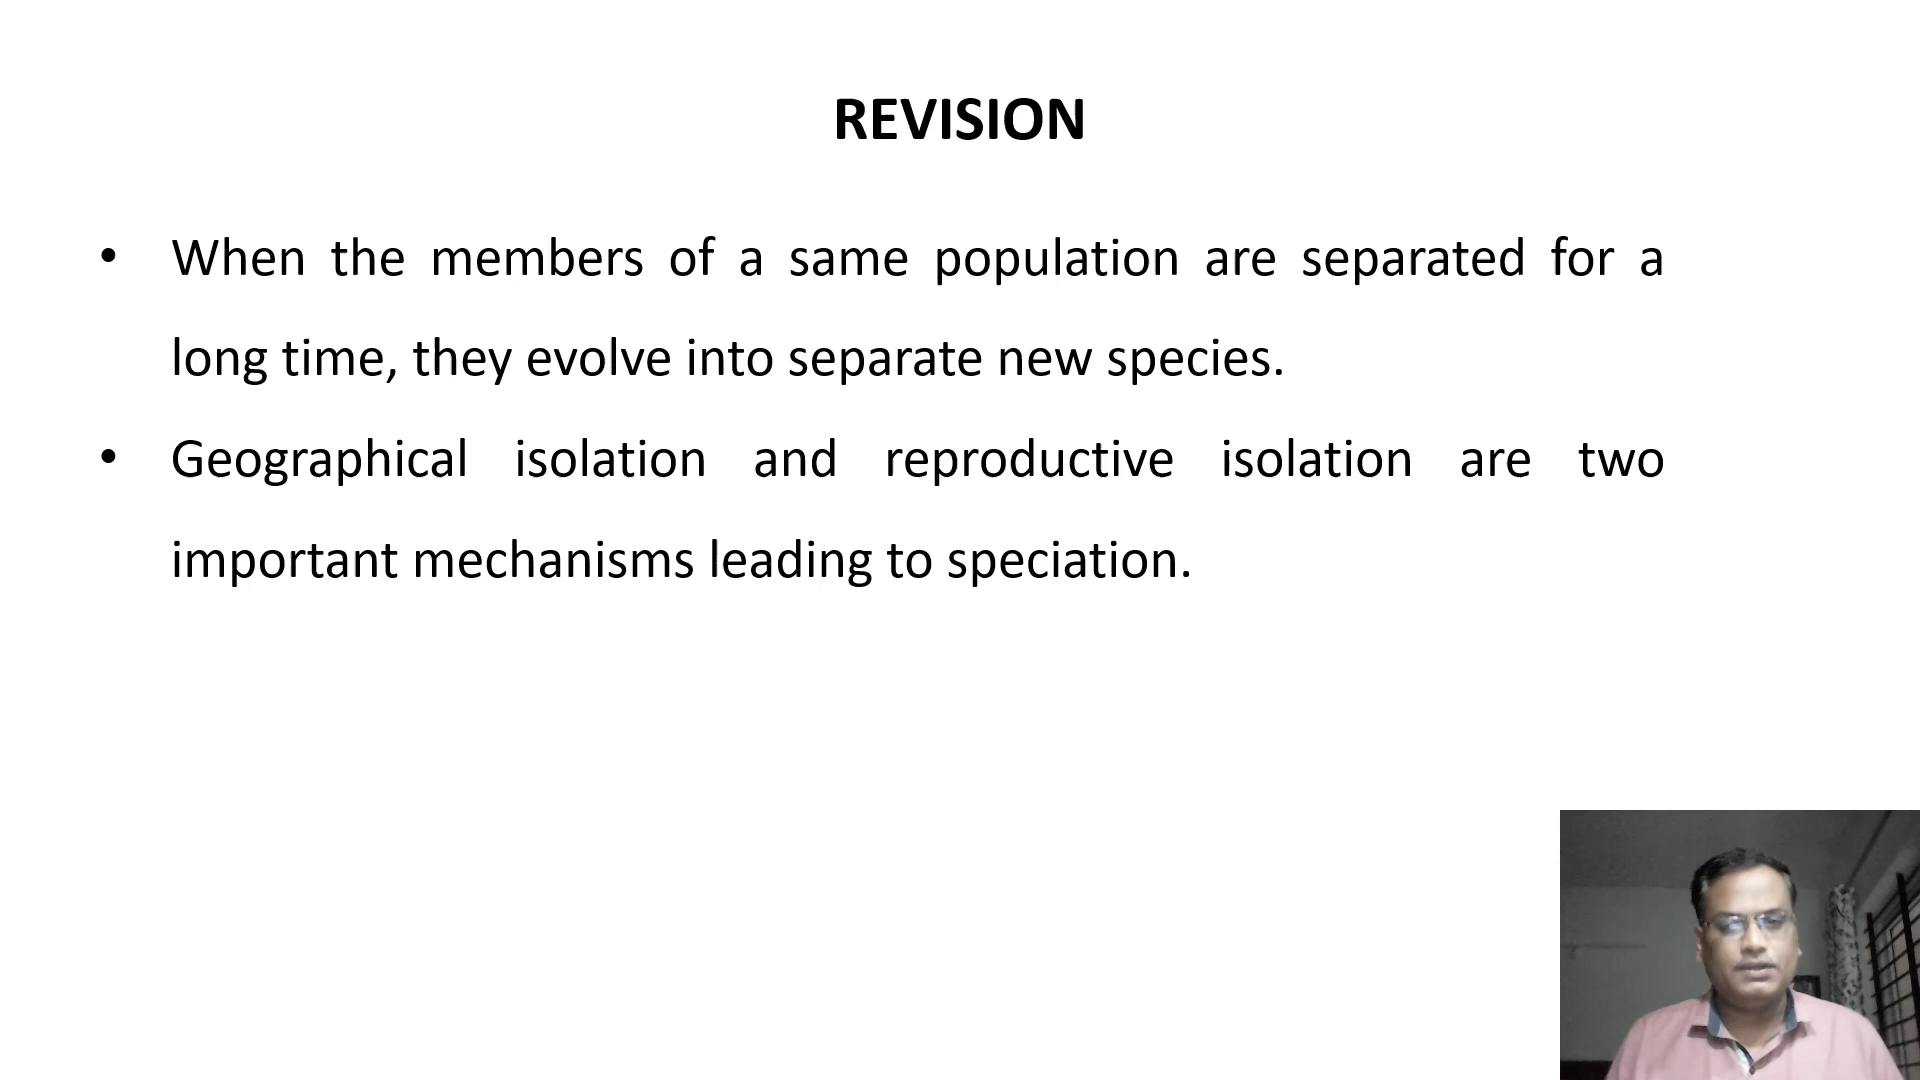 REVISION
• When the members of a same population are separated for a
long time, they evolve into separate new species.
• Geographical isolation and reproductive isolation are two
important mechanisms leading to speciation.